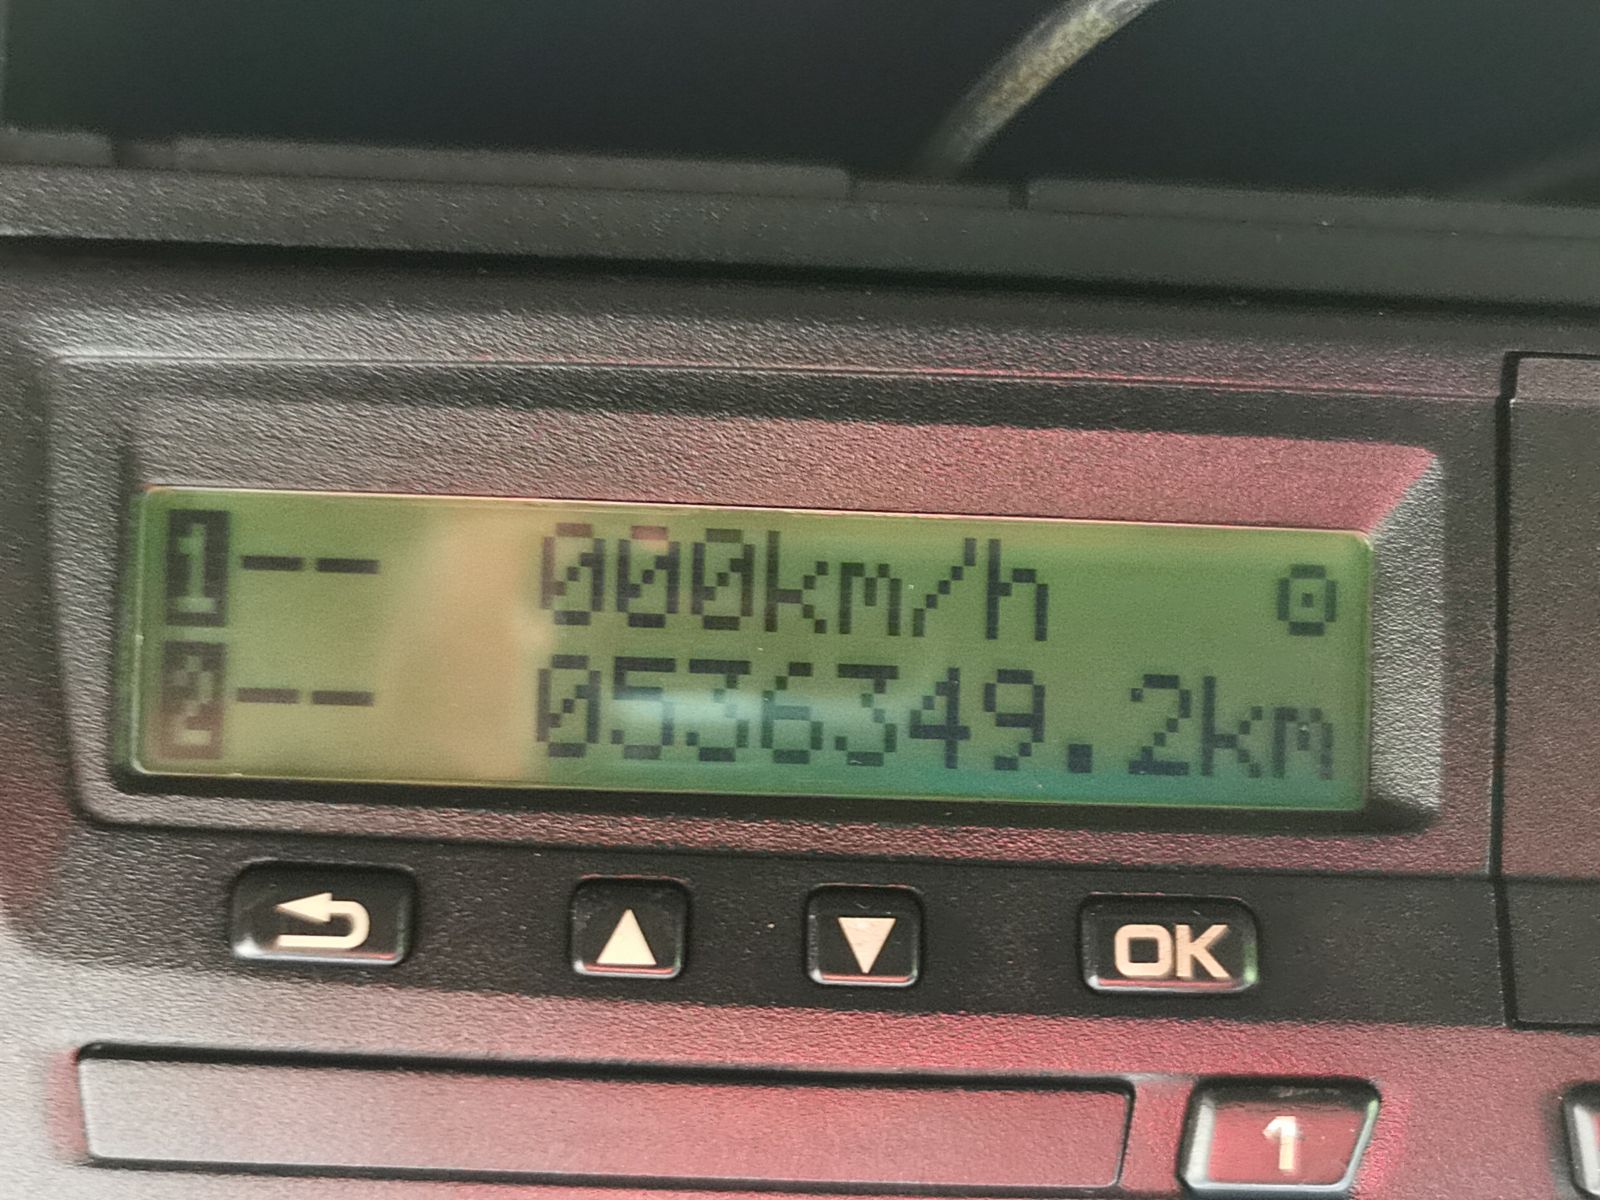 1 -- 000km/h ⊙
2 -- 0536349.2km
OK
1